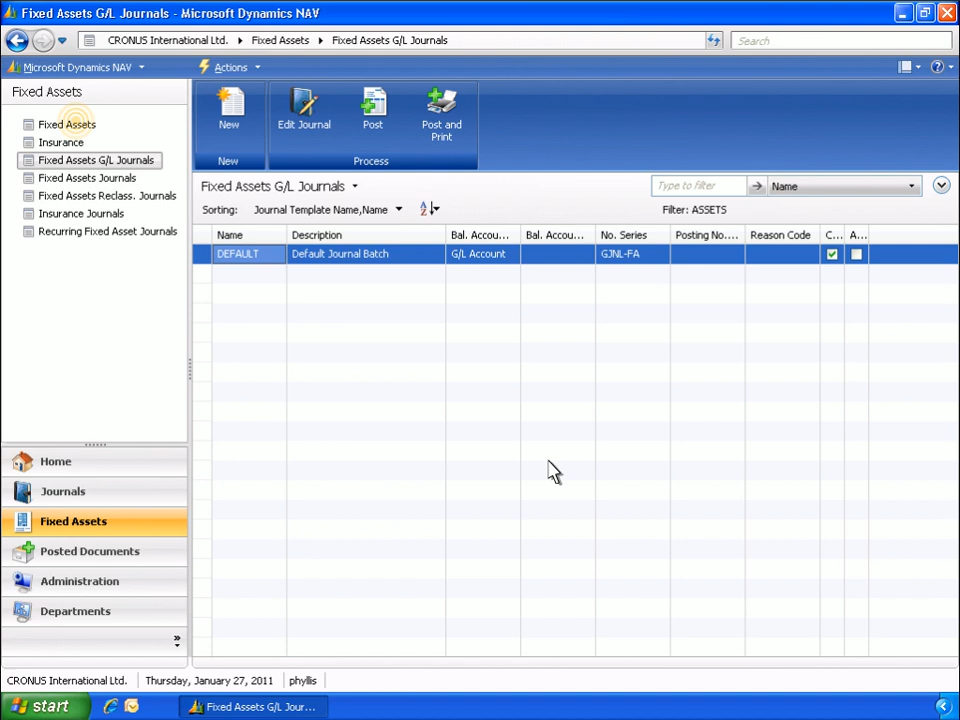 Fixed Assets G/L Journals - Microsoft Dynamics NAV
CRONUS International Ltd. Fixed Assets Fixed Assets G/L Journals Search
Microsoft Dynamics NAV Actions
Fixed Assets
Fixed Assets
Insurance
Fixed Assets G/L Journals
Fixed Assets Journals
Fixed Assets Reclass. Journals
Insurance Journals
Recurring Fixed Asset Journals
Home
Journals
Fixed Assets
Posted Documents
Administration
Departments
New Edit Journal Post Post and Print
New Process
Fixed Assets G/L Journals Type to filter Name
Sorting: Journal Template Name,Name Filter: ASSETS
Name Description Bal. Accou... Bal. Accou... No. Series Posting No.... Reason Code C... A...
DEFAULT Default Journal Batch G/L Account GJNL-FA
CRONUS International Ltd. Thursday, January 27, 2011 phyllis
start Fixed Assets G/L Jour...